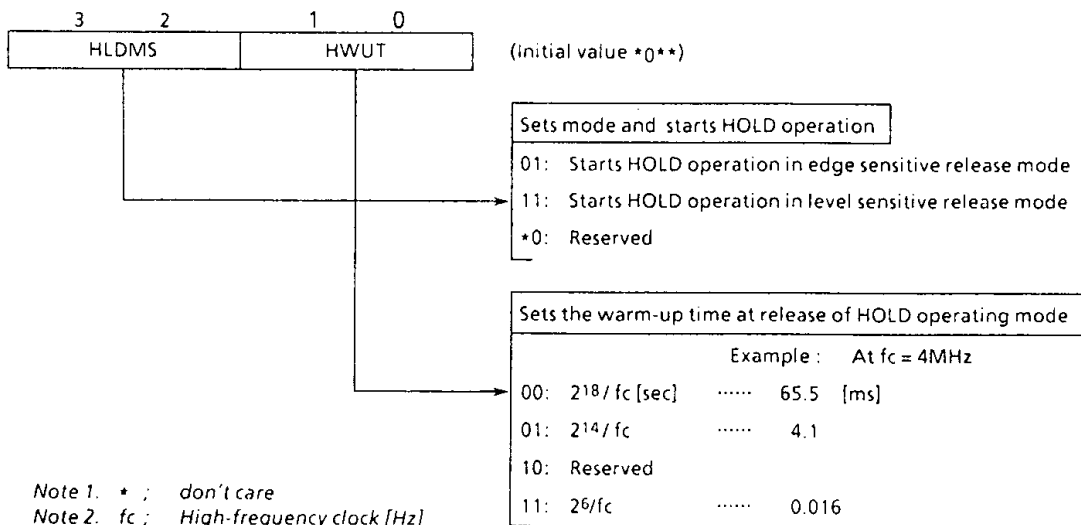 3 2 1 0
HLDMS HWUT (Initial value *0**)
Sets mode and starts HOLD operation
01: Starts HOLD operation in edge sensitive release mode
11: Starts HOLD operation in level sensitive release mode
*0: Reserved
Sets the warm-up time at release of HOLD operating mode
Example : At fc = 4MHz
00: 2¹⁸/ fc [sec] ...... 65.5 [ms]
01: 2¹⁴/ fc ...... 4.1
10: Reserved
11: 2⁶/fc ...... 0.016
Note 1. * ; don't care
Note 2. fc ; High-frequency clock [Hz]